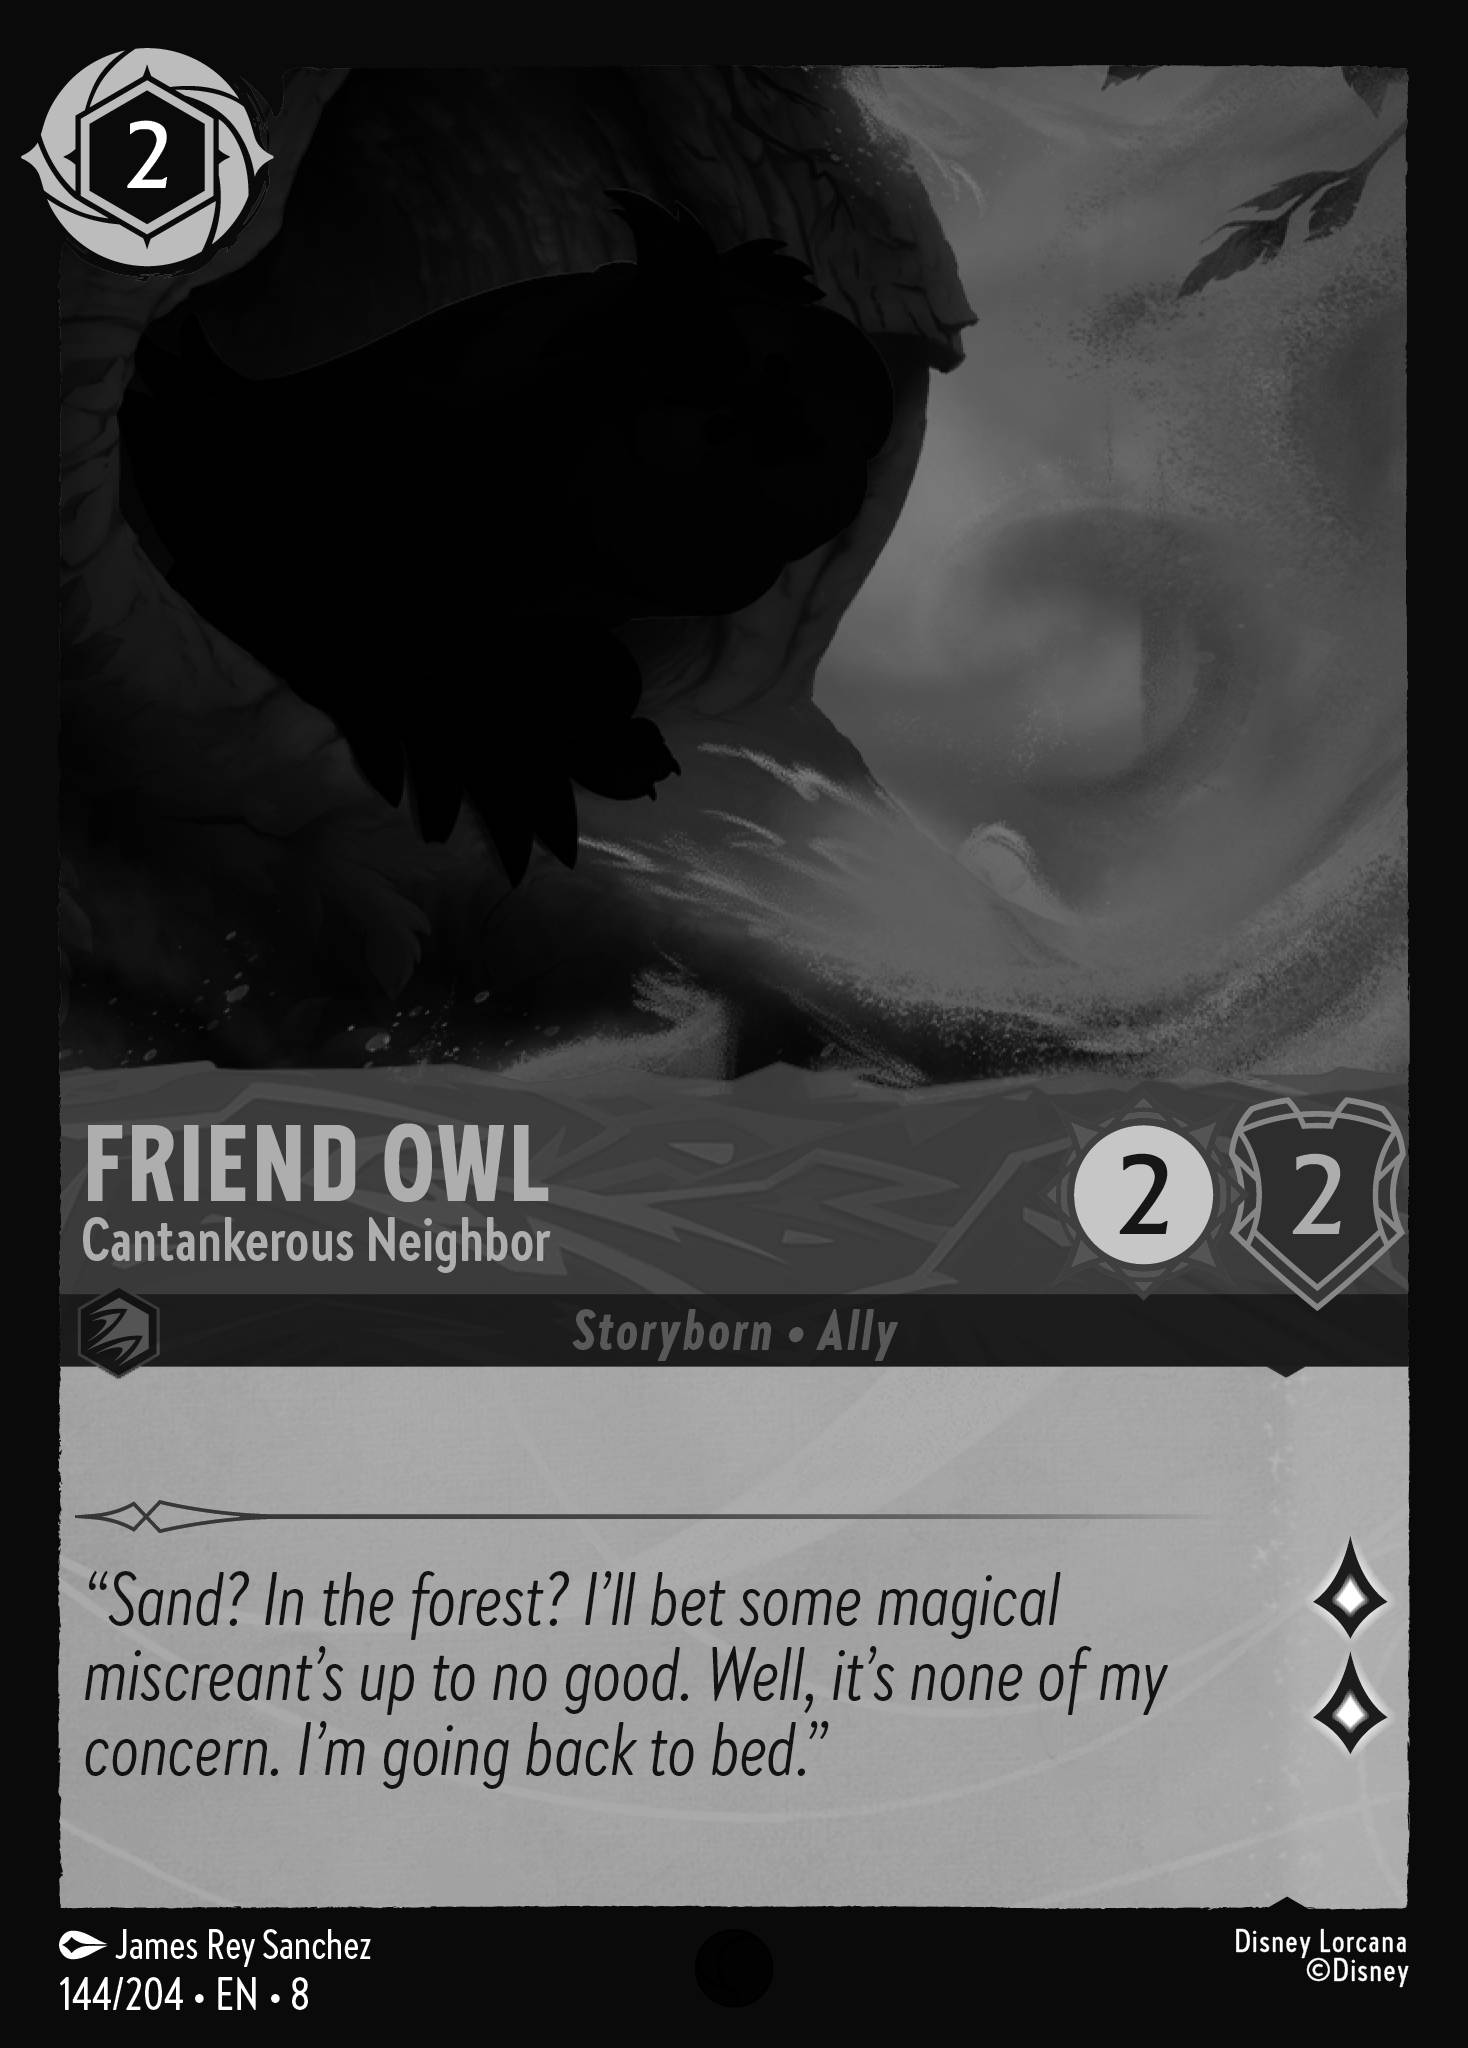 2
FRIEND OWL
Cantankerous Neighbor
2
2
Storyborn • Ally
“Sand? In the forest? I’ll bet some magical
miscreant’s up to no good. Well, it’s none of my
concern. I’m going back to bed.”
James Rey Sanchez
144/204 • EN • 8
Disney Lorcana
©Disney